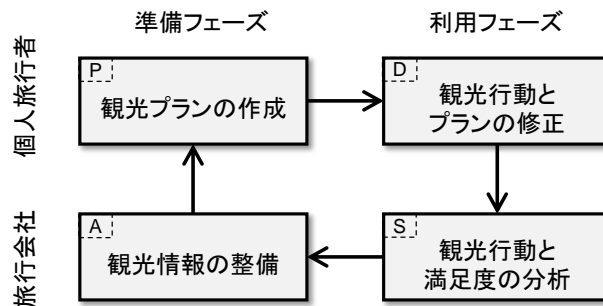 準備フェーズ
利用フェーズ
個人旅行者
P
観光プランの作成
D
観光行動と
プランの修正
旅行会社
A
観光情報の整備
S
観光行動と
満足度の分析